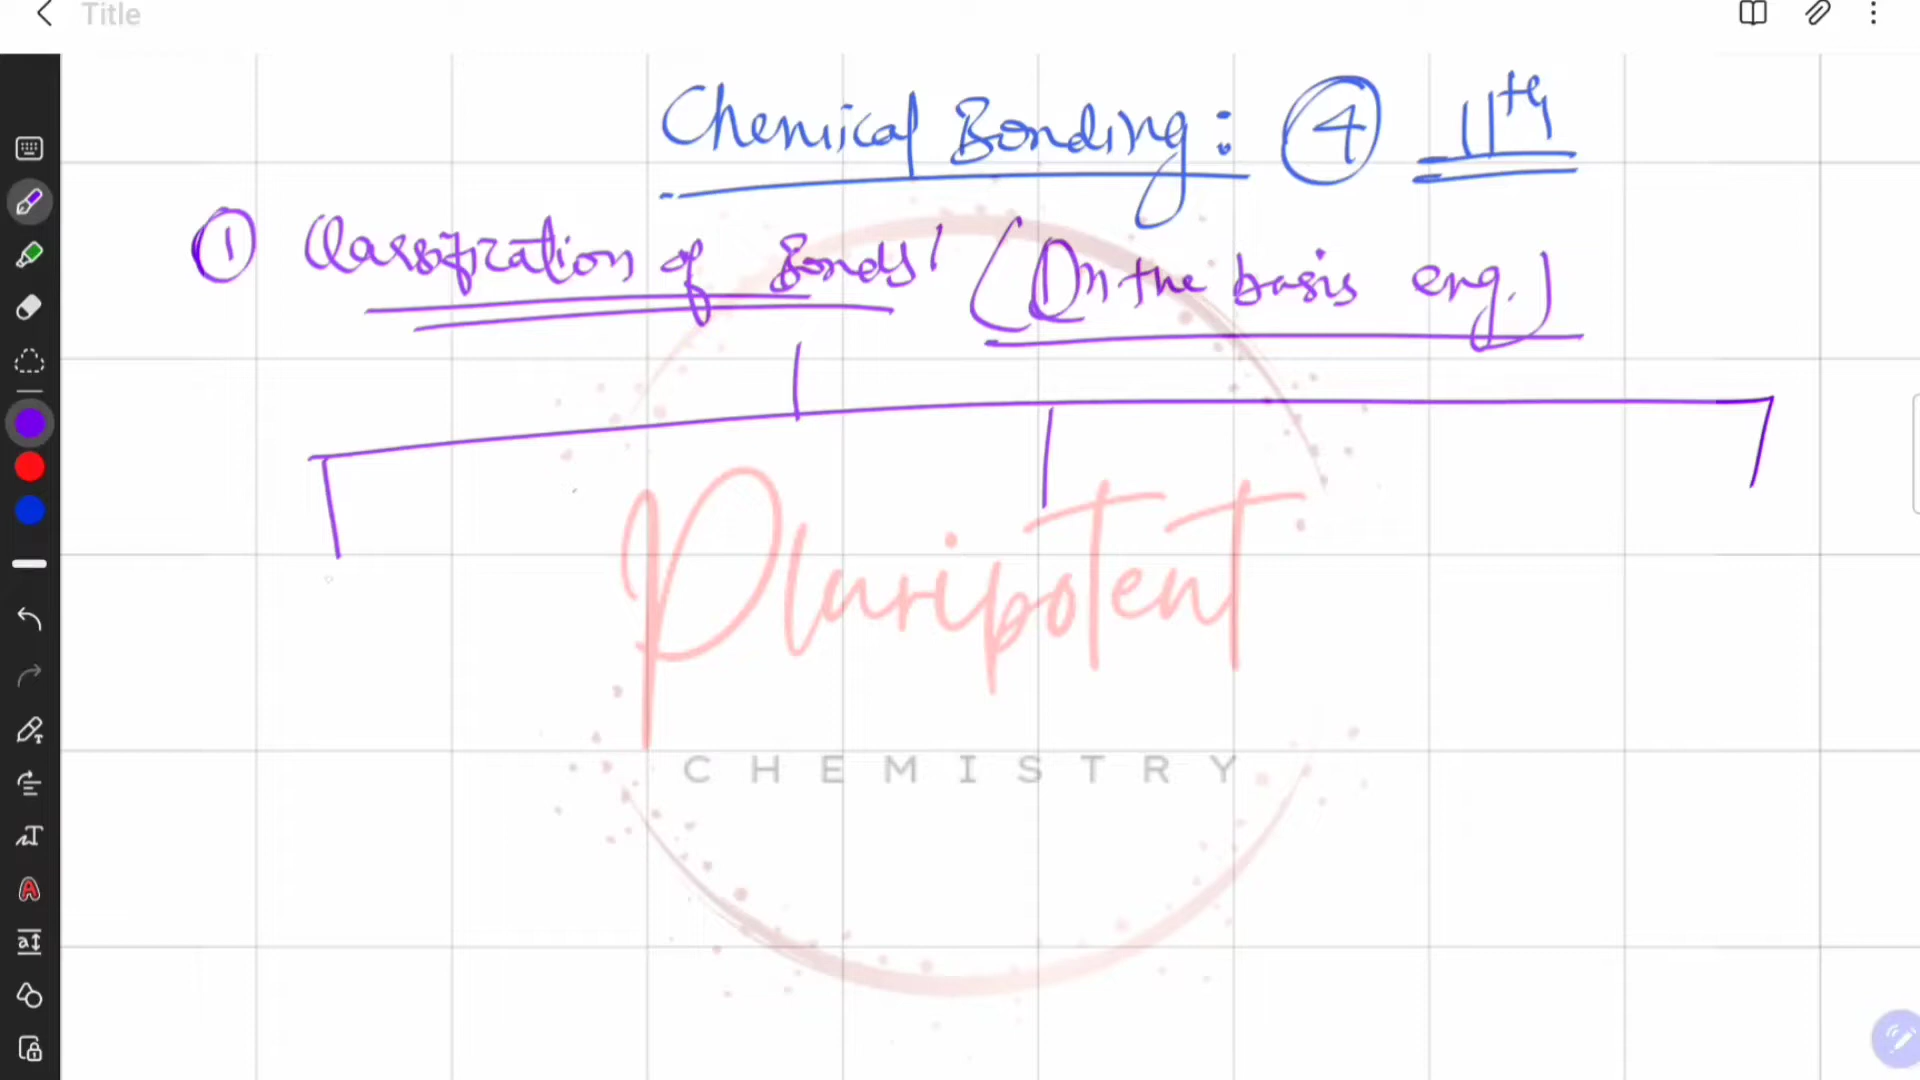 Title
Chemical Bonding: ④ 11th
① Classification of Bonds' (On the basis eng.)
Pluripotent
CHEMISTRY